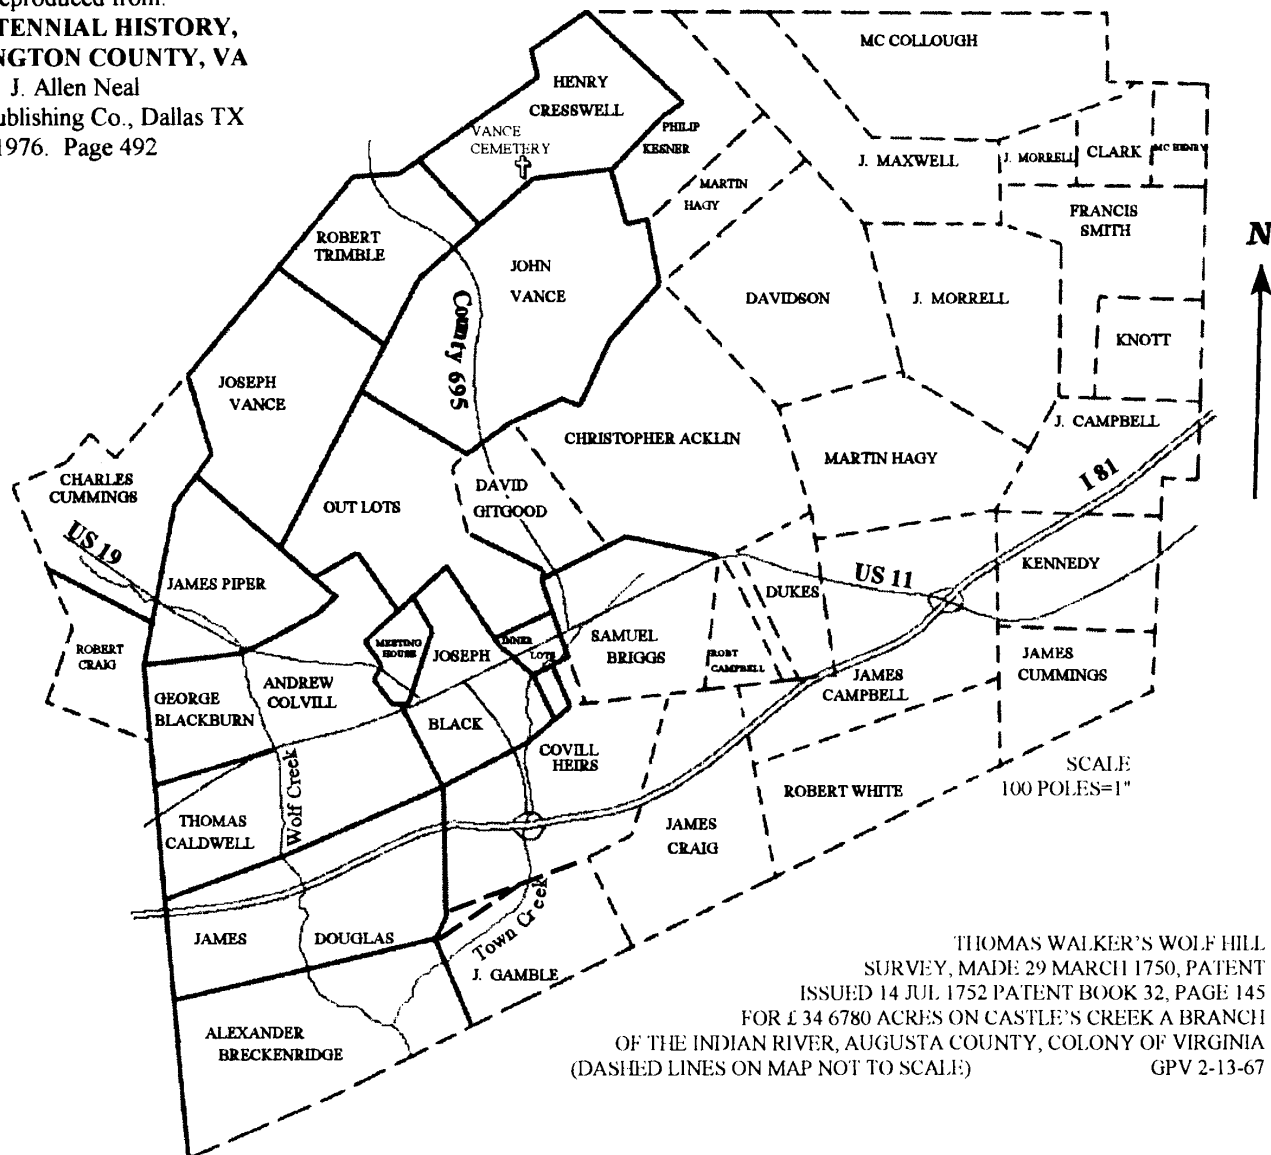 eproduced from:
TENNIAL HISTORY,
NGTON COUNTY, VA
J. Allen Neal
ublishing Co., Dallas TX
1976. Page 492
MC COLLOUGH
HENRY
CRESSWELL
VANCE
CEMETERY
PHILIP
KESNER
J. MAXWELL
J. MORRELL
CLARK
MC HENRY
MARTIN
HAGY
FRANCIS
SMITH
N
ROBERT
TRIMBLE
JOHN
VANCE
DAVIDSON
J. MORRELL
County 695
KNOTT
JOSEPH
VANCE
CHRISTOPHER ACKLIN
J. CAMPBELL
MARTIN HAGY
I 81
CHARLES
CUMMINGS
OUT LOTS
DAVID
GITGOOD
US 19
JAMES PIPER
US 11
DUKES
KENNEDY
ROBERT
CRAIG
MEETING
HOUSE
JOSEPH
INNER
LOTS
SAMUEL
BRIGGS
ROBT
CAMPBELL
JAMES
CAMPBELL
JAMES
CUMMINGS
GEORGE
BLACKBURN
ANDREW
COLVILL
BLACK
COVILL
HEIRS
Wolf Creek
SCALE
100 POLES=1"
ROBERT WHITE
THOMAS
CALDWELL
JAMES
CRAIG
JAMES
DOUGLAS
Town Creek
J. GAMBLE
ALEXANDER
BRECKENRIDGE
THOMAS WALKER'S WOLF HILL
SURVEY, MADE 29 MARCH 1750, PATENT
ISSUED 14 JUL 1752 PATENT BOOK 32, PAGE 145
FOR £ 34 6780 ACRES ON CASTLE'S CREEK A BRANCH
OF THE INDIAN RIVER, AUGUSTA COUNTY, COLONY OF VIRGINIA
(DASHED LINES ON MAP NOT TO SCALE) GPV 2-13-67